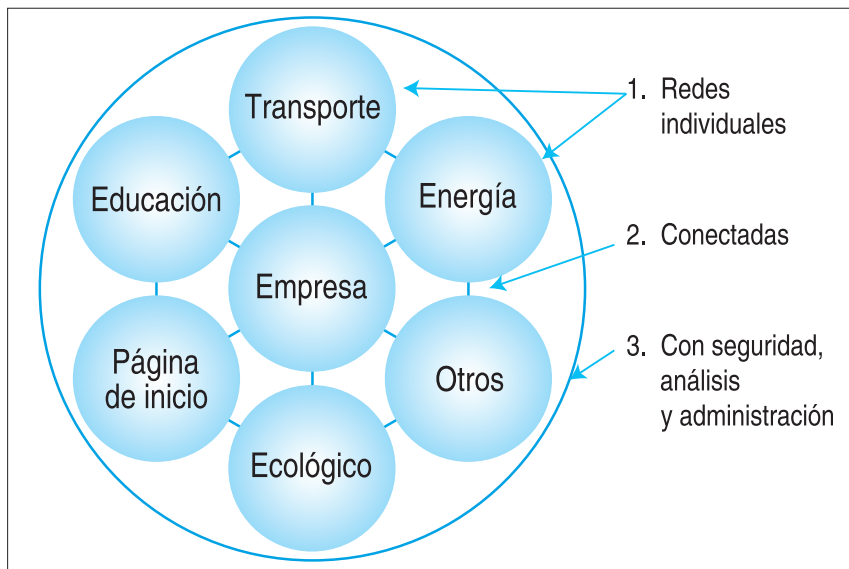 Transporte
Educación
Energía
Empresa
Página
de inicio
Otros
Ecológico
1. Redes
individuales
2. Conectadas
3. Con seguridad,
análisis
y administración